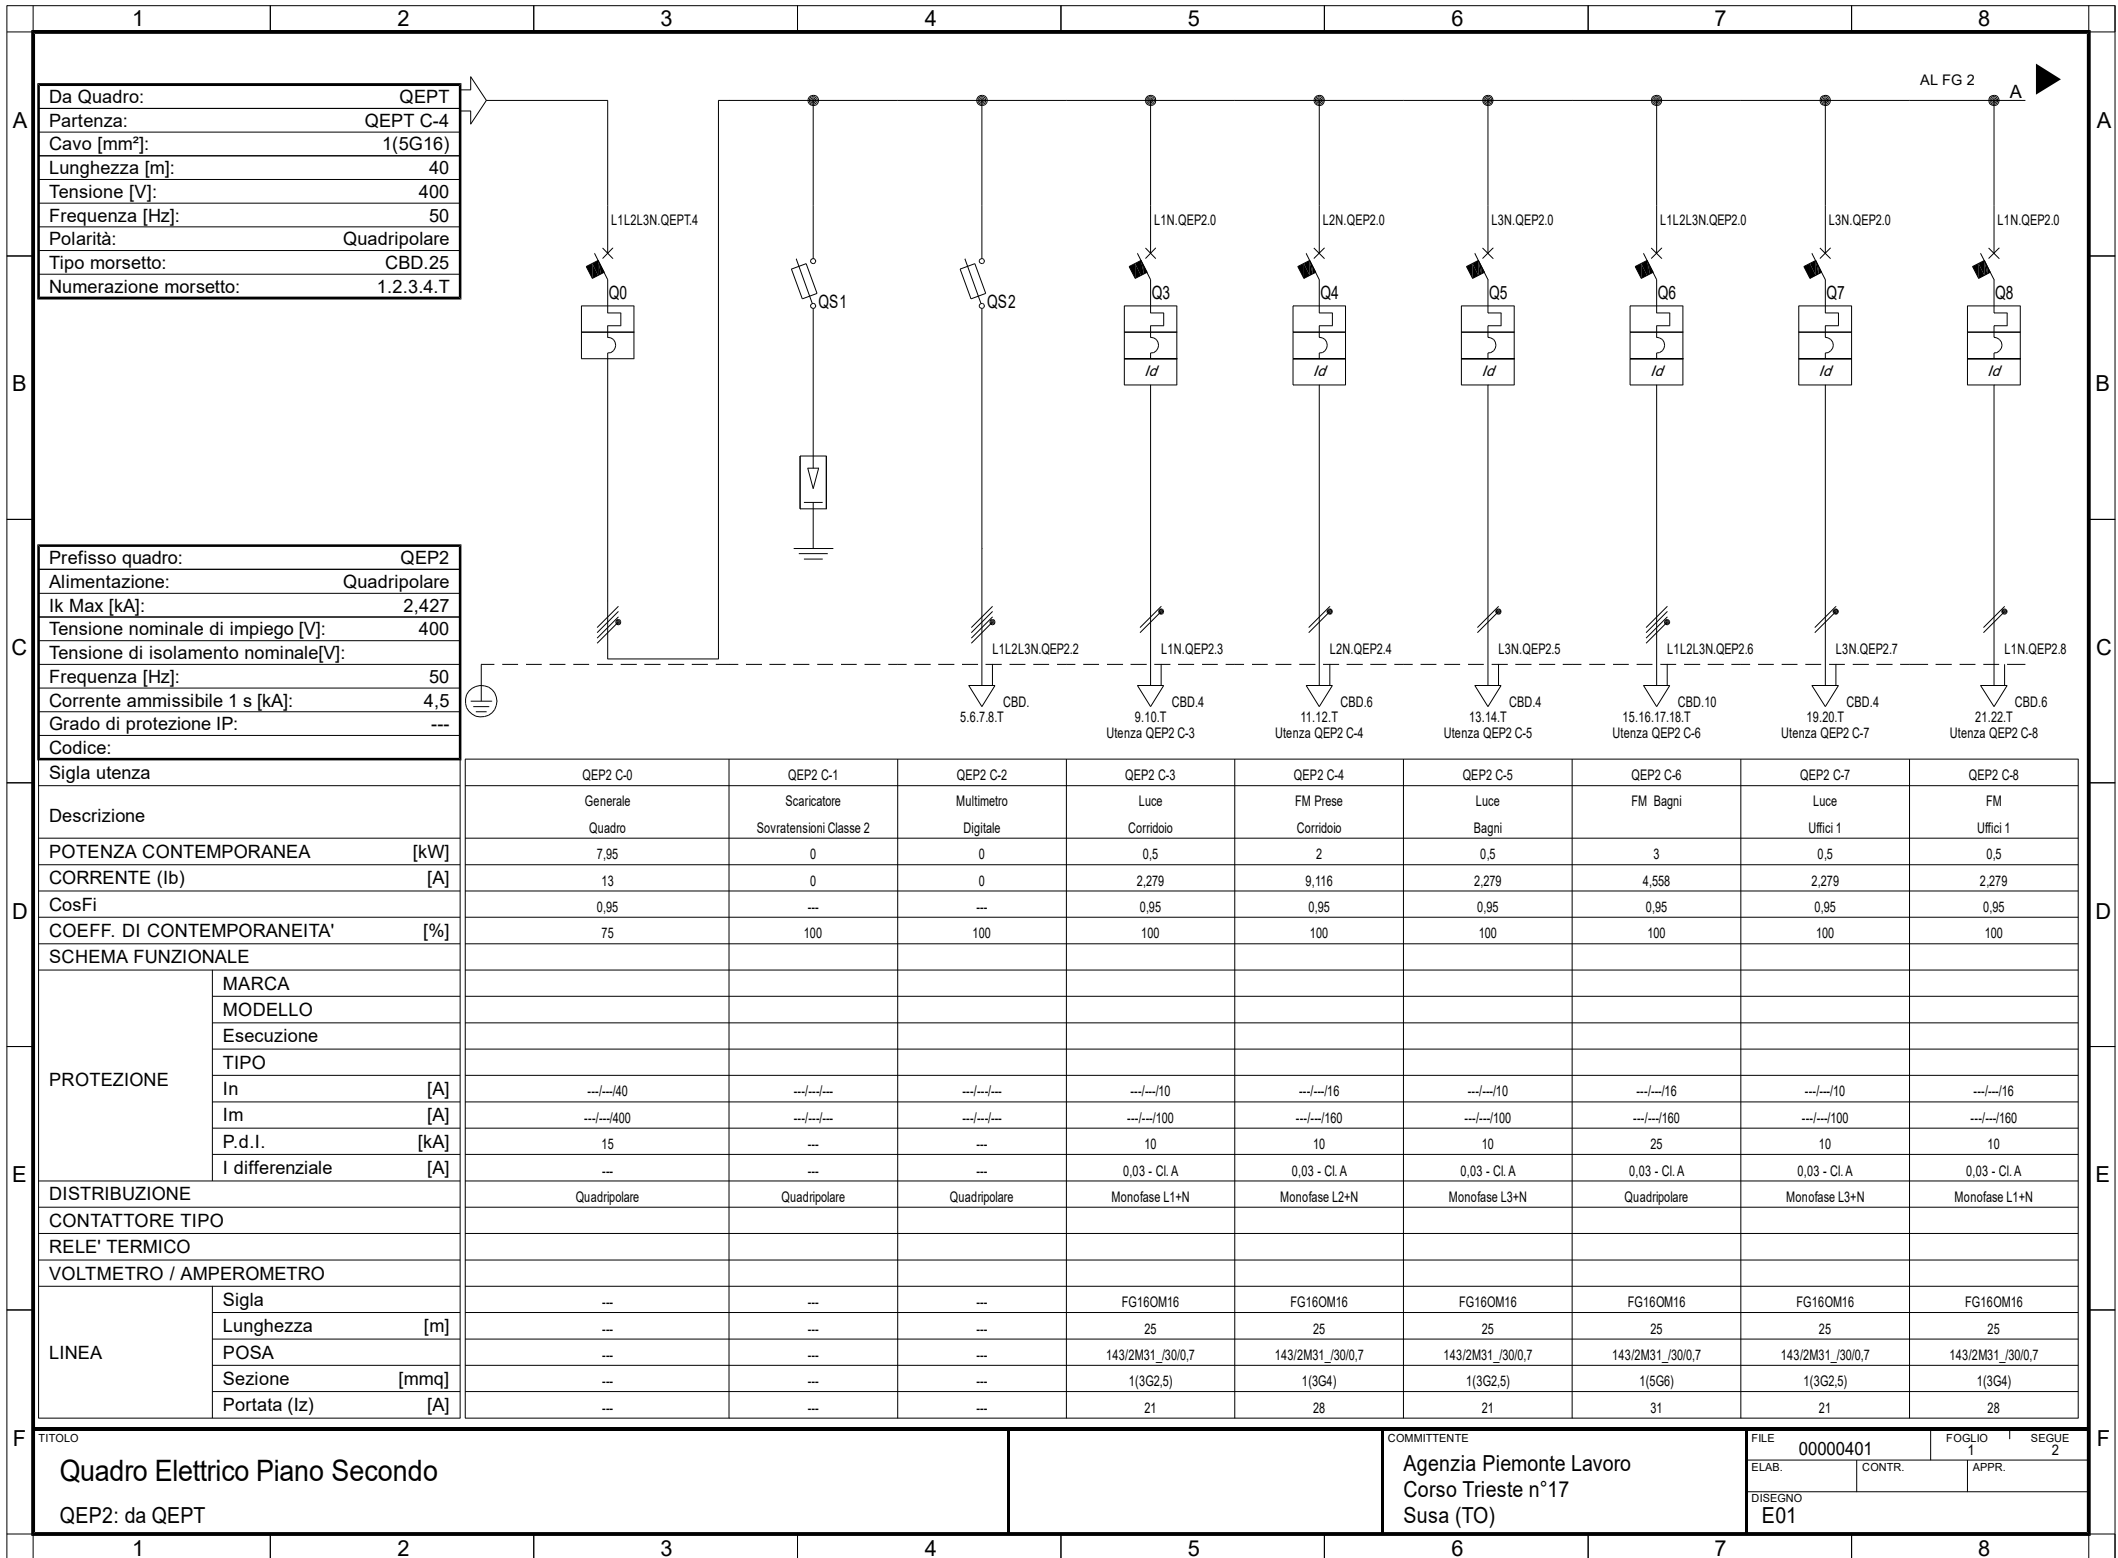 1 2 3 4 5 6 7 8
AL FG 2
A
Da Quadro: QEPT
Partenza: QEPT C-4
Cavo [mm²]: 1(5G16)
Lunghezza [m]: 40
Tensione [V]: 400
Frequenza [Hz]: 50
Polarità: Quadripolare
Tipo morsetto: CBD.25
Numerazione morsetto: 1.2.3.4.T
A A
L1L2L3N.QEPT.4 L1N.QEP2.0 L2N.QEP2.0 L3N.QEP2.0 L1L2L3N.QEP2.0 L3N.QEP2.0 L1N.QEP2.0
Q0 QS1 QS2 Q3 Q4 Q5 Q6 Q7 Q8
Id Id Id Id Id Id
B B
Prefisso quadro: QEP2
Alimentazione: Quadripolare
Ik Max [kA]: 2,427
Tensione nominale di impiego [V]: 400
Tensione di isolamento nominale[V]:
Frequenza [Hz]: 50
Corrente ammissibile 1 s [kA]: 4,5
Grado di protezione IP: ---
Codice:
C C
L1L2L3N.QEP2.2 L1N.QEP2.3 L2N.QEP2.4 L3N.QEP2.5 L1L2L3N.QEP2.6 L3N.QEP2.7 L1N.QEP2.8
CBD. CBD.4 CBD.6 CBD.4 CBD.10 CBD.4 CBD.6
5.6.7.8.T 9.10.T 11.12.T 13.14.T 15.16.17.18.T 19.20.T 21.22.T
Utenza QEP2 C-3 Utenza QEP2 C-4 Utenza QEP2 C-5 Utenza QEP2 C-6 Utenza QEP2 C-7 Utenza QEP2 C-8
Sigla utenza QEP2 C-0 QEP2 C-1 QEP2 C-2 QEP2 C-3 QEP2 C-4 QEP2 C-5 QEP2 C-6 QEP2 C-7 QEP2 C-8
Descrizione
Generale Scaricatore Multimetro Luce FM Prese Luce FM Bagni Luce FM
Quadro Sovratensioni Classe 2 Digitale Corridoio Corridoio Bagni Uffici 1 Uffici 1
POTENZA CONTEMPORANEA [kW] 7,95 0 0 0,5 2 0,5 3 0,5 0,5
CORRENTE (Ib) [A] 13 0 0 2,279 9,116 2,279 4,558 2,279 2,279
CosFi 0,95 --- --- 0,95 0,95 0,95 0,95 0,95 0,95
D D
COEFF. DI CONTEMPORANEITA' [%] 75 100 100 100 100 100 100 100 100
SCHEMA FUNZIONALE
PROTEZIONE
MARCA
MODELLO
Esecuzione
TIPO
In [A] ---/---/40 ---/---/--- ---/---/--- ---/---/10 ---/---/16 ---/---/10 ---/---/16 ---/---/10 ---/---/16
Im [A] ---/---/400 ---/---/--- ---/---/--- ---/---/100 ---/---/160 ---/---/100 ---/---/160 ---/---/100 ---/---/160
P.d.I. [kA] 15 --- --- 10 10 10 25 10 10
I differenziale [A] --- --- --- 0,03 - Cl. A 0,03 - Cl. A 0,03 - Cl. A 0,03 - Cl. A 0,03 - Cl. A 0,03 - Cl. A
E E
DISTRIBUZIONE Quadripolare Quadripolare Quadripolare Monofase L1+N Monofase L2+N Monofase L3+N Quadripolare Monofase L3+N Monofase L1+N
CONTATTORE TIPO
RELE' TERMICO
VOLTMETRO / AMPEROMETRO
LINEA
Sigla --- --- --- FG16OM16 FG16OM16 FG16OM16 FG16OM16 FG16OM16 FG16OM16
Lunghezza [m] --- --- --- 25 25 25 25 25 25
POSA --- --- --- 143/2M31_/30/0,7 143/2M31_/30/0,7 143/2M31_/30/0,7 143/2M31_/30/0,7 143/2M31_/30/0,7 143/2M31_/30/0,7
Sezione [mmq] --- --- --- 1(3G2,5) 1(3G4) 1(3G2,5) 1(5G6) 1(3G2,5) 1(3G4)
Portata (Iz) [A] --- --- --- 21 28 21 31 21 28
F F
TITOLO
Quadro Elettrico Piano Secondo
QEP2: da QEPT
COMMITTENTE
Agenzia Piemonte Lavoro
Corso Trieste n°17
Susa (TO)
FILE 00000401
FOGLIO 1
SEGUE 2
ELAB. CONTR. APPR.
DISEGNO
E01
1 2 3 4 5 6 7 8